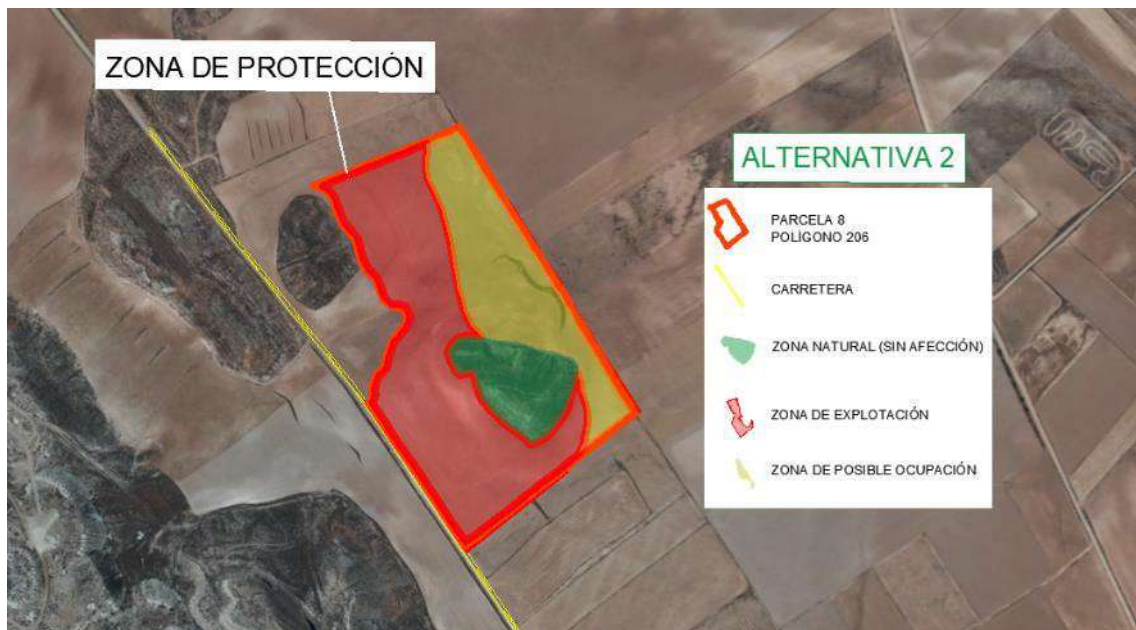 ZONA DE PROTECCIÓN
ALTERNATIVA 2
PARCELA 8
POLÍGONO 206
CARRETERA
ZONA NATURAL (SIN AFECCIÓN)
ZONA DE EXPLOTACIÓN
ZONA DE POSIBLE OCUPACIÓN